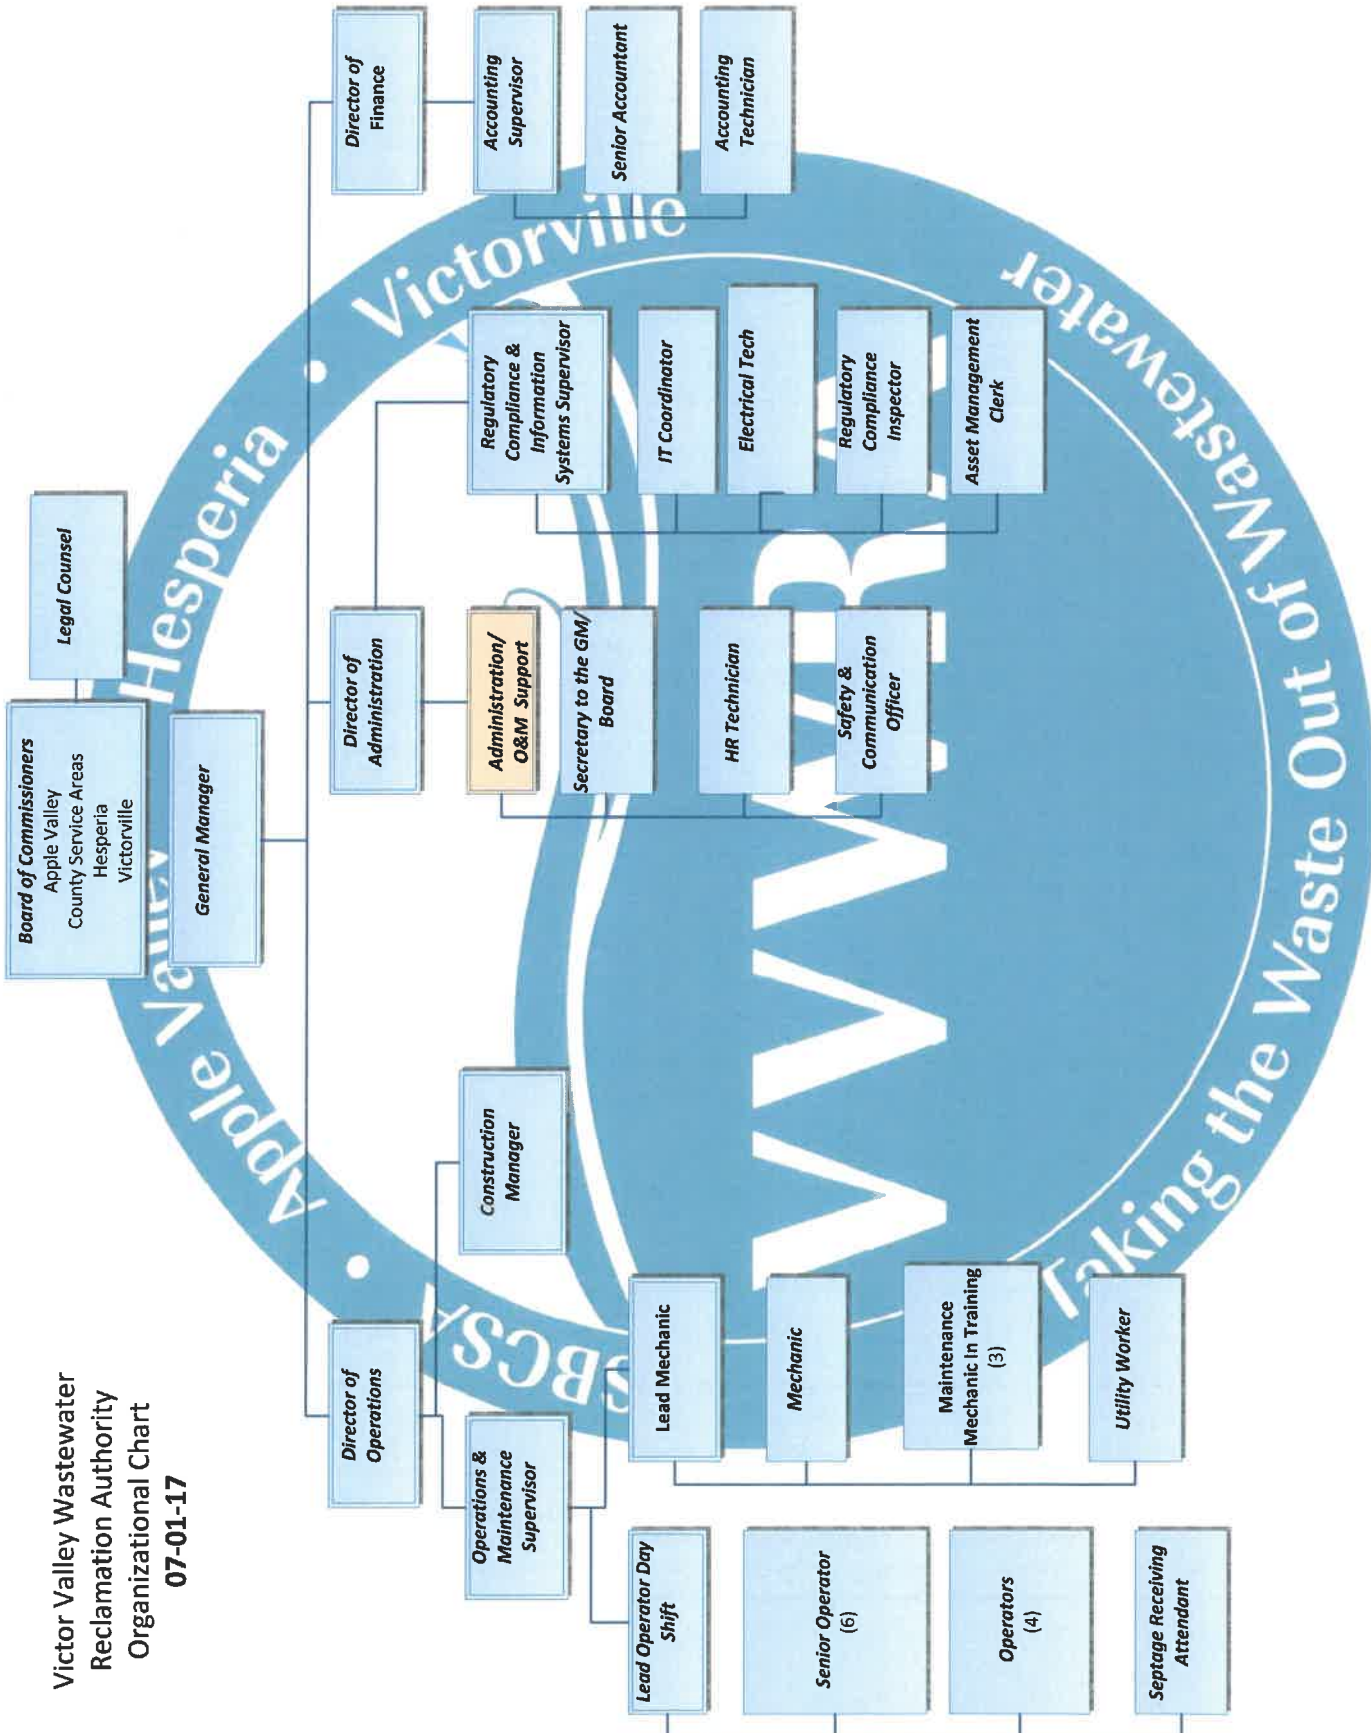 Victor Valley Wastewater
Reclamation Authority
Organizational Chart
07-01-17
Board of Commissioners
Apple Valley
County Service Areas
Hesperia
Victorville
Legal Counsel
General Manager
Director of
Operations
Director of
Administration
Director of
Finance
Operations &
Maintenance
Supervisor
Construction
Manager
Administration/
O&M Support
Regulatory
Compliance &
Information
Systems Supervisor
Accounting
Supervisor
Lead Operator Day
Shift
Senior Operator
(6)
Operators
(4)
Septage Receiving
Attendant
Lead Mechanic
Mechanic
Maintenance
Mechanic In Training
(3)
Utility Worker
Secretary to the GM/
Board
HR Technician
Safety &
Communication
Officer
IT Coordinator
Electrical Tech
Regulatory
Compliance
Inspector
Asset Management
Clerk
Senior Accountant
Accounting
Technician
SBCSA • Apple Valley Hesperia • Victorville
VVWRA
Taking the Waste Out of Wastewater